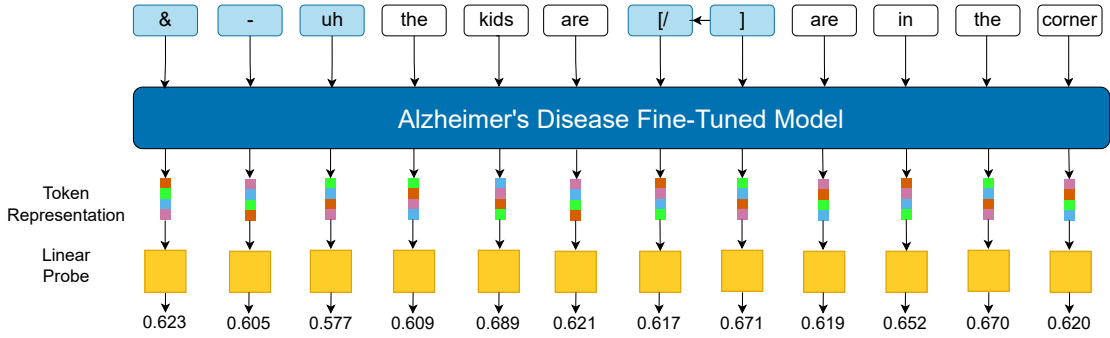 & - uh the kids are [/ ] are in the corner
Alzheimer's Disease Fine-Tuned Model
Token
Representation
Linear
Probe
0.623 0.605 0.577 0.609 0.689 0.621 0.617 0.671 0.619 0.652 0.670 0.620